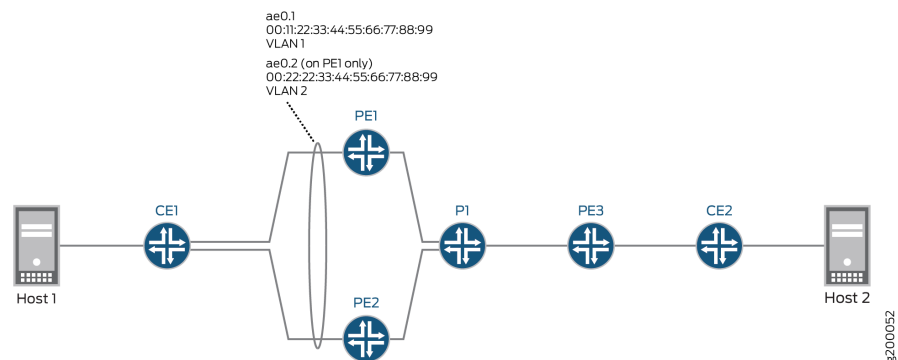 ae0.1
00:11:22:33:44:55:66:77:88:99
VLAN 1
ae0.2 (on PE1 only)
00:22:22:33:44:55:66:77:88:99
VLAN 2
PE1
CE1
P1
PE3
CE2
Host 1
PE2
Host 2
g200052